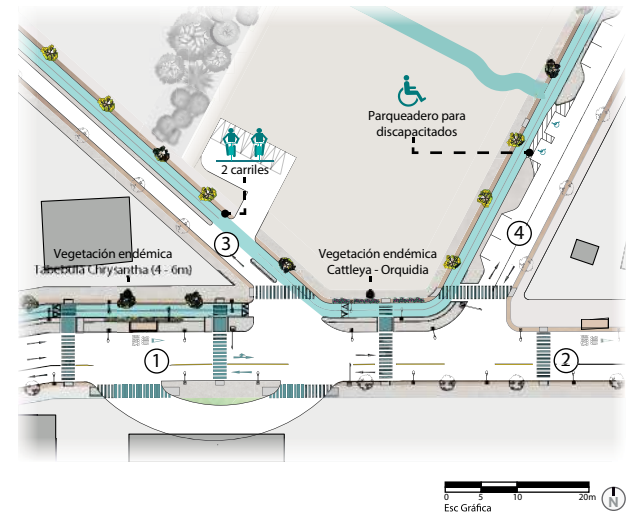 Parqueadero para
discapacitados
2 carriles
3
4
Vegetación endémica
Tabebula Chrysantha (4 - 6m)
Vegetación endémica
Cattleya - Orquidia
1
2
0 5 10 20m
Esc Gráfica
N